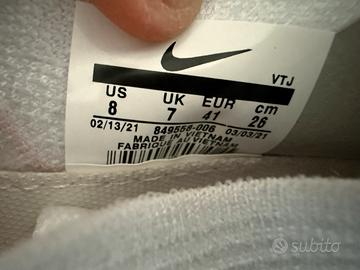 VTJ
US UK EUR cm
8 7 41 26
02/13/21 849558-006 03/03/21
MADE IN VIETNAM
FABRIQUE AU VIETNAM
subito